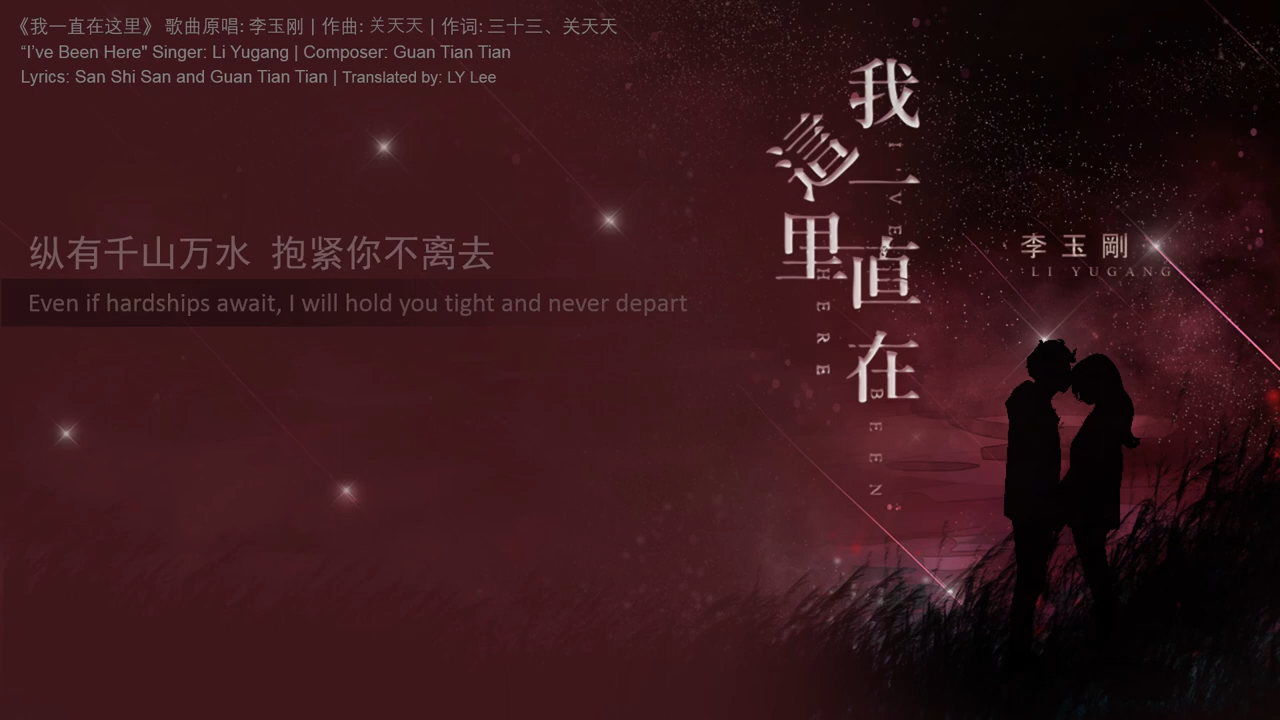 《我一直在这里》 歌曲原唱: 李玉刚 | 作曲: 关天天 | 作词: 三十三、关天天
“I’ve Been Here" Singer: Li Yugang | Composer: Guan Tian Tian
Lyrics: San Shi San and Guan Tian Tian | Translated by: LY Lee
纵有千山万水 抱紧你不离去
Even if hardships await, I will hold you tight and never depart
我一直在
這里
I'VE BEEN
HERE
李玉剛
LI YUGANG